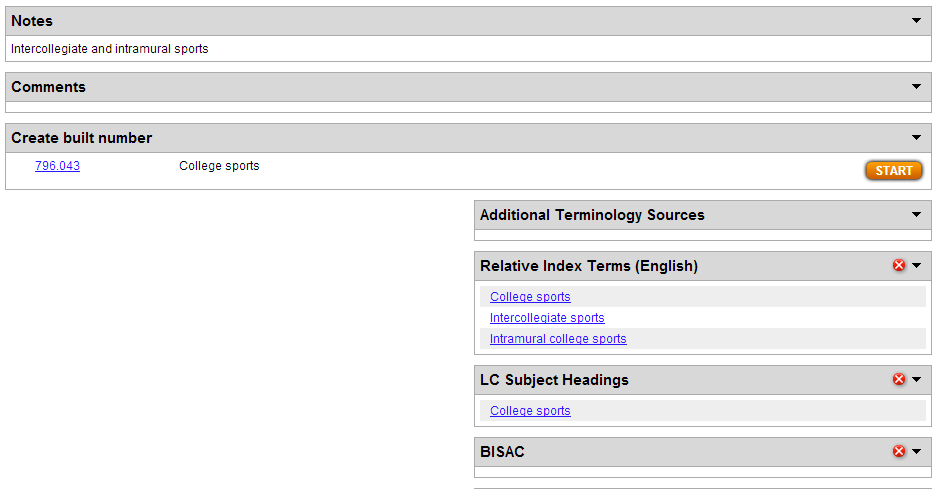 Notes
Intercollegiate and intramural sports
Comments
Create built number
796.043 College sports START
Additional Terminology Sources
Relative Index Terms (English)
College sports
Intercollegiate sports
Intramural college sports
LC Subject Headings
College sports
BISAC